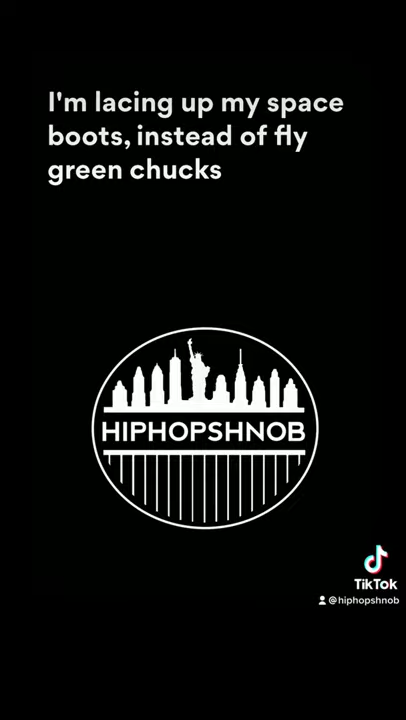 I'm lacing up my space
boots, instead of fly
green chucks
HIPHOPSHNOB
TikTok
@hiphopshnob